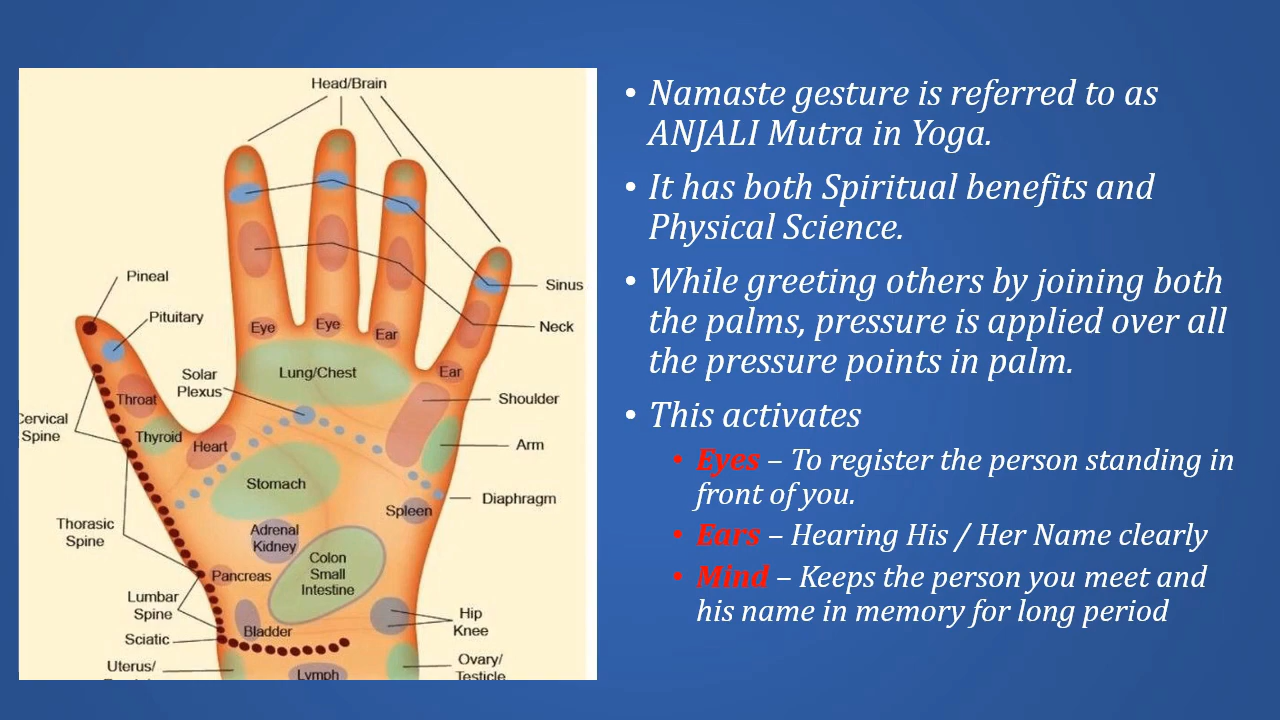 Head/Brain
Pineal
Pituitary
Sinus
Neck
Eye
Eye
Ear
Ear
Lung/Chest
Solar
Plexus
Throat
Shoulder
Cervical
Spine
Thyroid
Heart
Arm
Stomach
Diaphragm
Spleen
Thorasic
Spine
Adrenal
Kidney
Colon
Small
Intestine
Pancreas
Lumbar
Spine
Hip
Knee
Sciatic
Bladder
Uterus/
Ovary/
Testicle
Lymph
• Namaste gesture is referred to as
ANJALI Mutra in Yoga.
• It has both Spiritual benefits and
Physical Science.
• While greeting others by joining both
the palms, pressure is applied over all
the pressure points in palm.
• This activates
• Eyes – To register the person standing in
front of you.
• Ears – Hearing His / Her Name clearly
• Mind – Keeps the person you meet and
his name in memory for long period